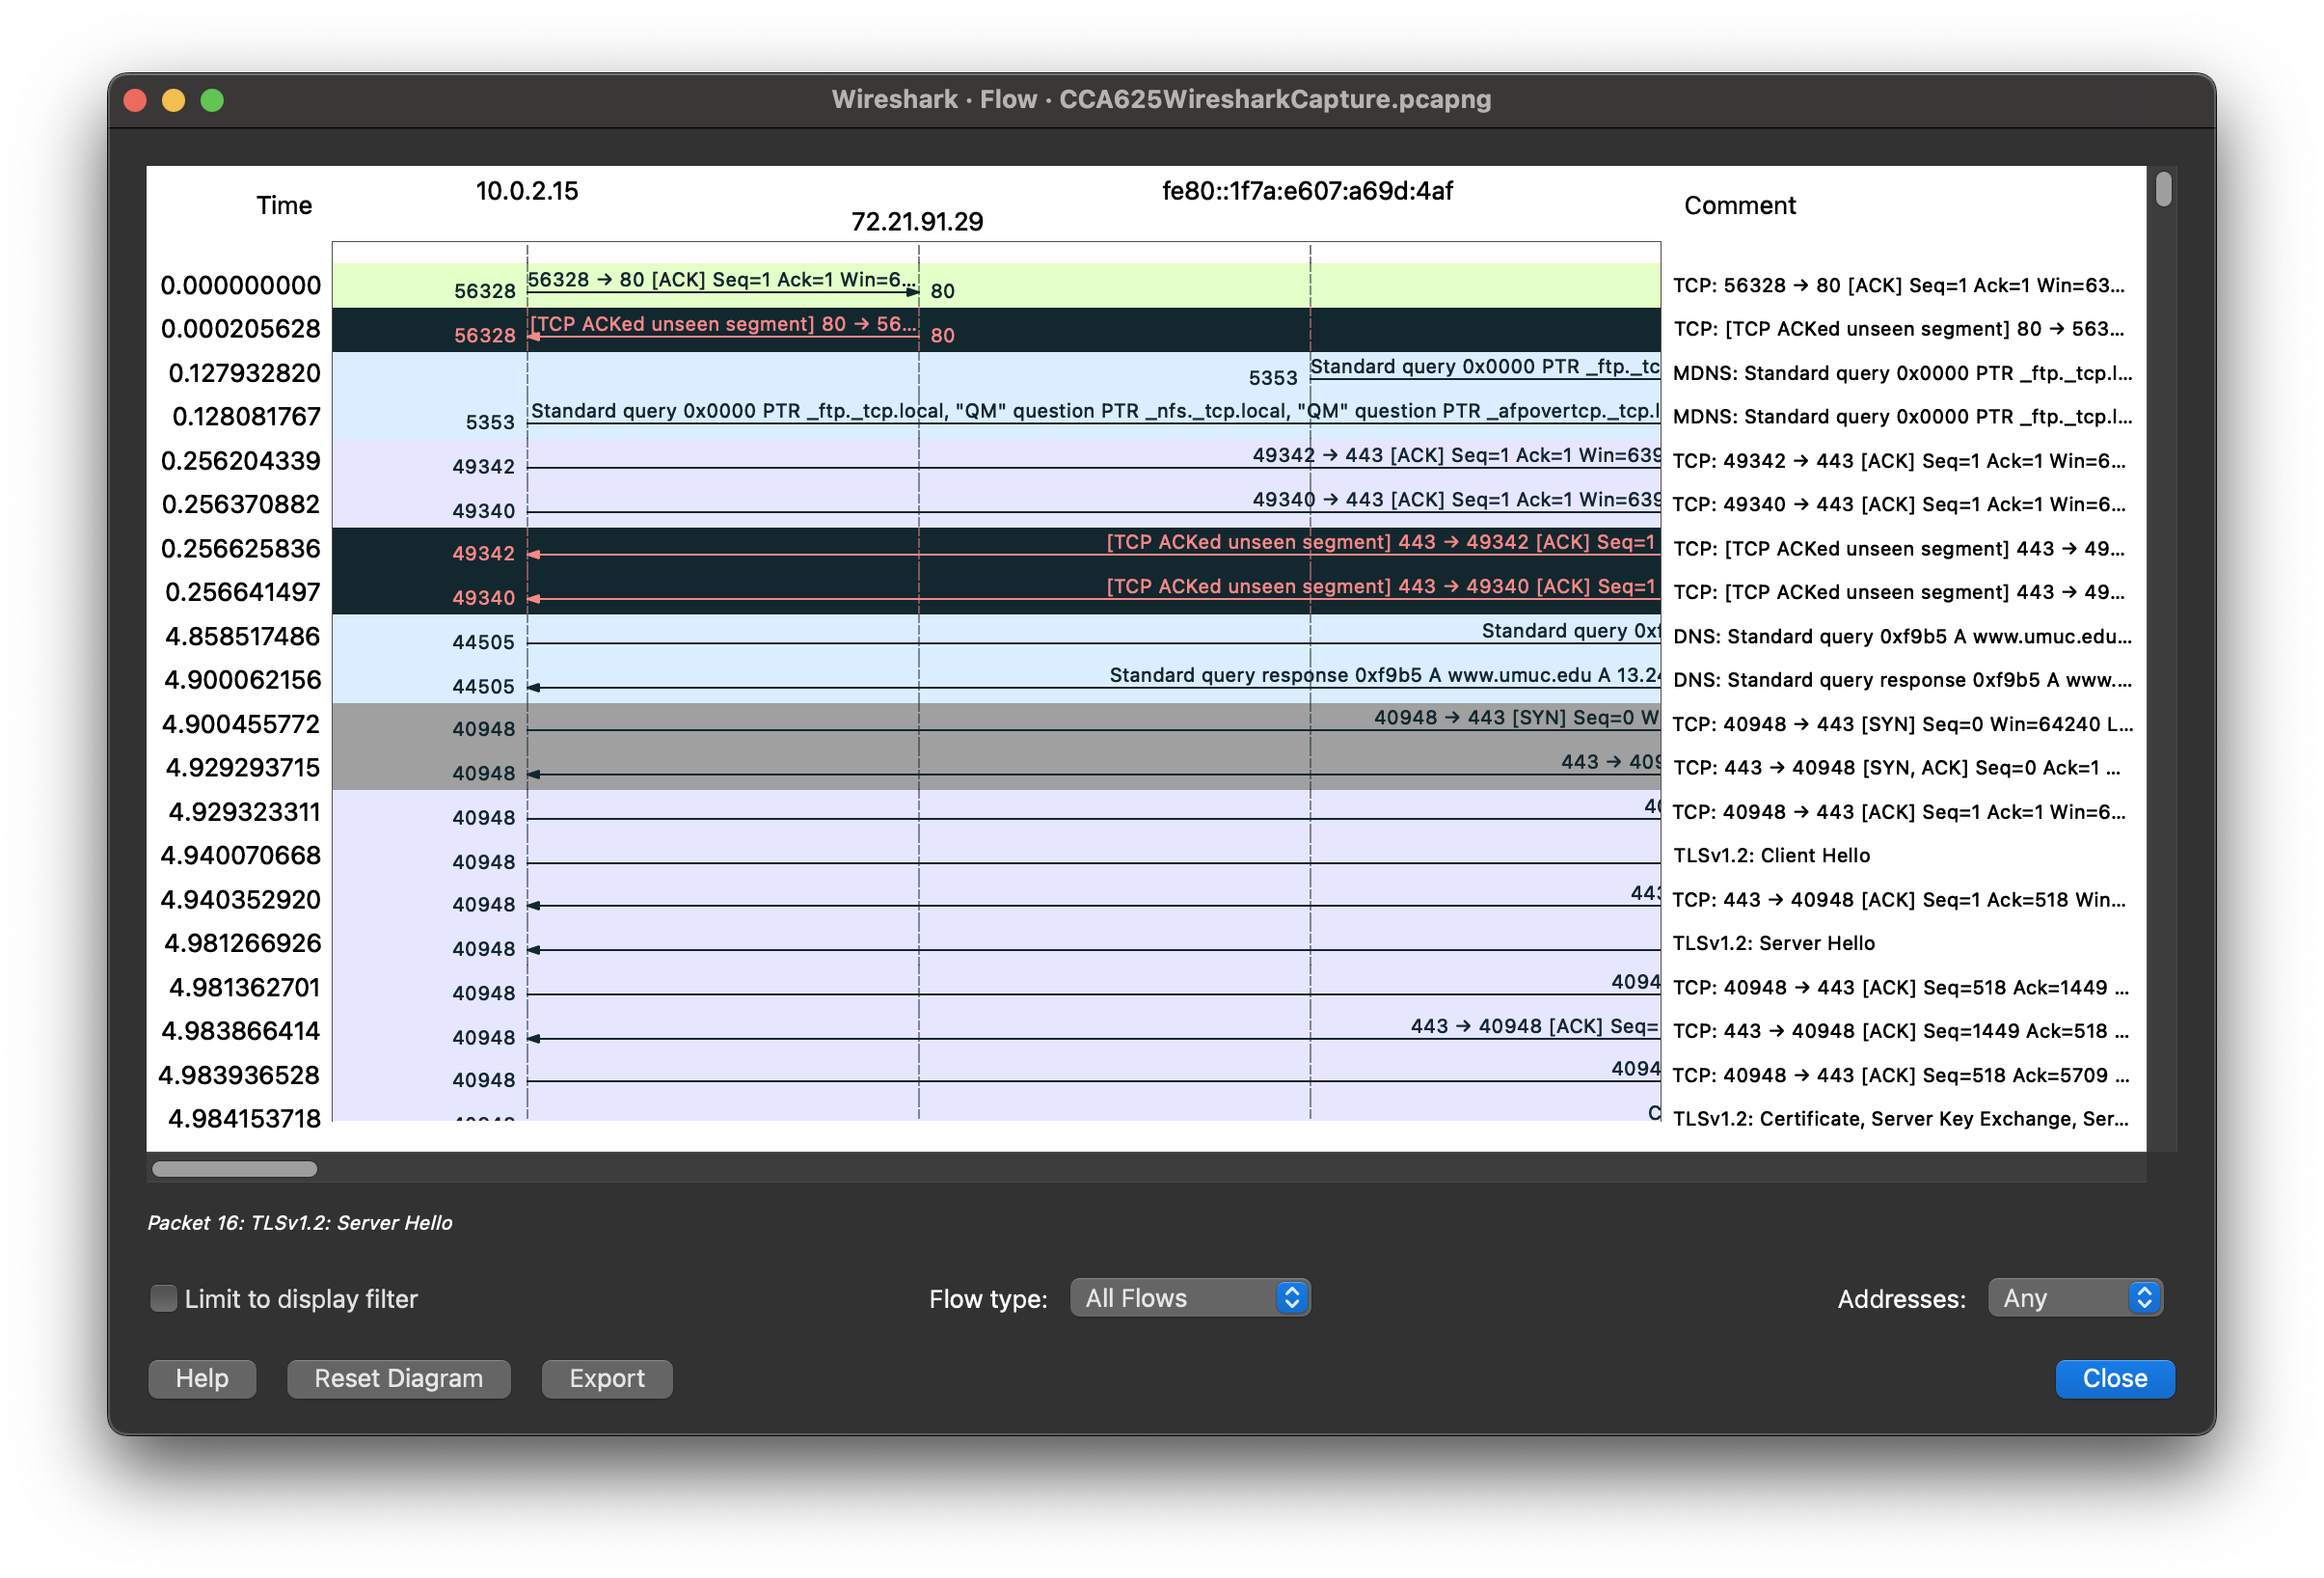 Wireshark · Flow · CCA625WiresharkCapture.pcapng
Time 10.0.2.15 72.21.91.29 fe80::1f7a:e607:a69d:4af Comment
0.000000000 56328 56328 → 80 [ACK] Seq=1 Ack=1 Win=6... 80 TCP: 56328 → 80 [ACK] Seq=1 Ack=1 Win=63...
0.000205628 56328 [TCP ACKed unseen segment] 80 → 56... 80 TCP: [TCP ACKed unseen segment] 80 → 563...
0.127932820 5353 Standard query 0x0000 PTR _ftp._tc MDNS: Standard query 0x0000 PTR _ftp._tcp.l...
0.128081767 5353 Standard query 0x0000 PTR _ftp._tcp.local, "QM" question PTR _nfs._tcp.local, "QM" question PTR _afpovertcp._tcp.l MDNS: Standard query 0x0000 PTR _ftp._tcp.l...
0.256204339 49342 49342 → 443 [ACK] Seq=1 Ack=1 Win=639 TCP: 49342 → 443 [ACK] Seq=1 Ack=1 Win=6...
0.256370882 49340 49340 → 443 [ACK] Seq=1 Ack=1 Win=639 TCP: 49340 → 443 [ACK] Seq=1 Ack=1 Win=6...
0.256625836 49342 [TCP ACKed unseen segment] 443 → 49342 [ACK] Seq=1 TCP: [TCP ACKed unseen segment] 443 → 49...
0.256641497 49340 [TCP ACKed unseen segment] 443 → 49340 [ACK] Seq=1 TCP: [TCP ACKed unseen segment] 443 → 49...
4.858517486 44505 Standard query 0xf DNS: Standard query 0xf9b5 A www.umuc.edu...
4.900062156 44505 Standard query response 0xf9b5 A www.umuc.edu A 13.24 DNS: Standard query response 0xf9b5 A www....
4.900455772 40948 40948 → 443 [SYN] Seq=0 W TCP: 40948 → 443 [SYN] Seq=0 Win=64240 L...
4.929293715 40948 443 → 409 TCP: 443 → 40948 [SYN, ACK] Seq=0 Ack=1 ...
4.929323311 40948 40 TCP: 40948 → 443 [ACK] Seq=1 Ack=1 Win=6...
4.940070668 40948 TLSv1.2: Client Hello
4.940352920 40948 443 TCP: 443 → 40948 [ACK] Seq=1 Ack=518 Win...
4.981266926 40948 TLSv1.2: Server Hello
4.981362701 40948 4094 TCP: 40948 → 443 [ACK] Seq=518 Ack=1449 ...
4.983866414 40948 443 → 40948 [ACK] Seq= TCP: 443 → 40948 [ACK] Seq=1449 Ack=518 ...
4.983936528 40948 4094 TCP: 40948 → 443 [ACK] Seq=518 Ack=5709 ...
4.984153718 C TLSv1.2: Certificate, Server Key Exchange, Ser...
Packet 16: TLSv1.2: Server Hello
Limit to display filter Flow type: All Flows Addresses: Any
Help Reset Diagram Export Close